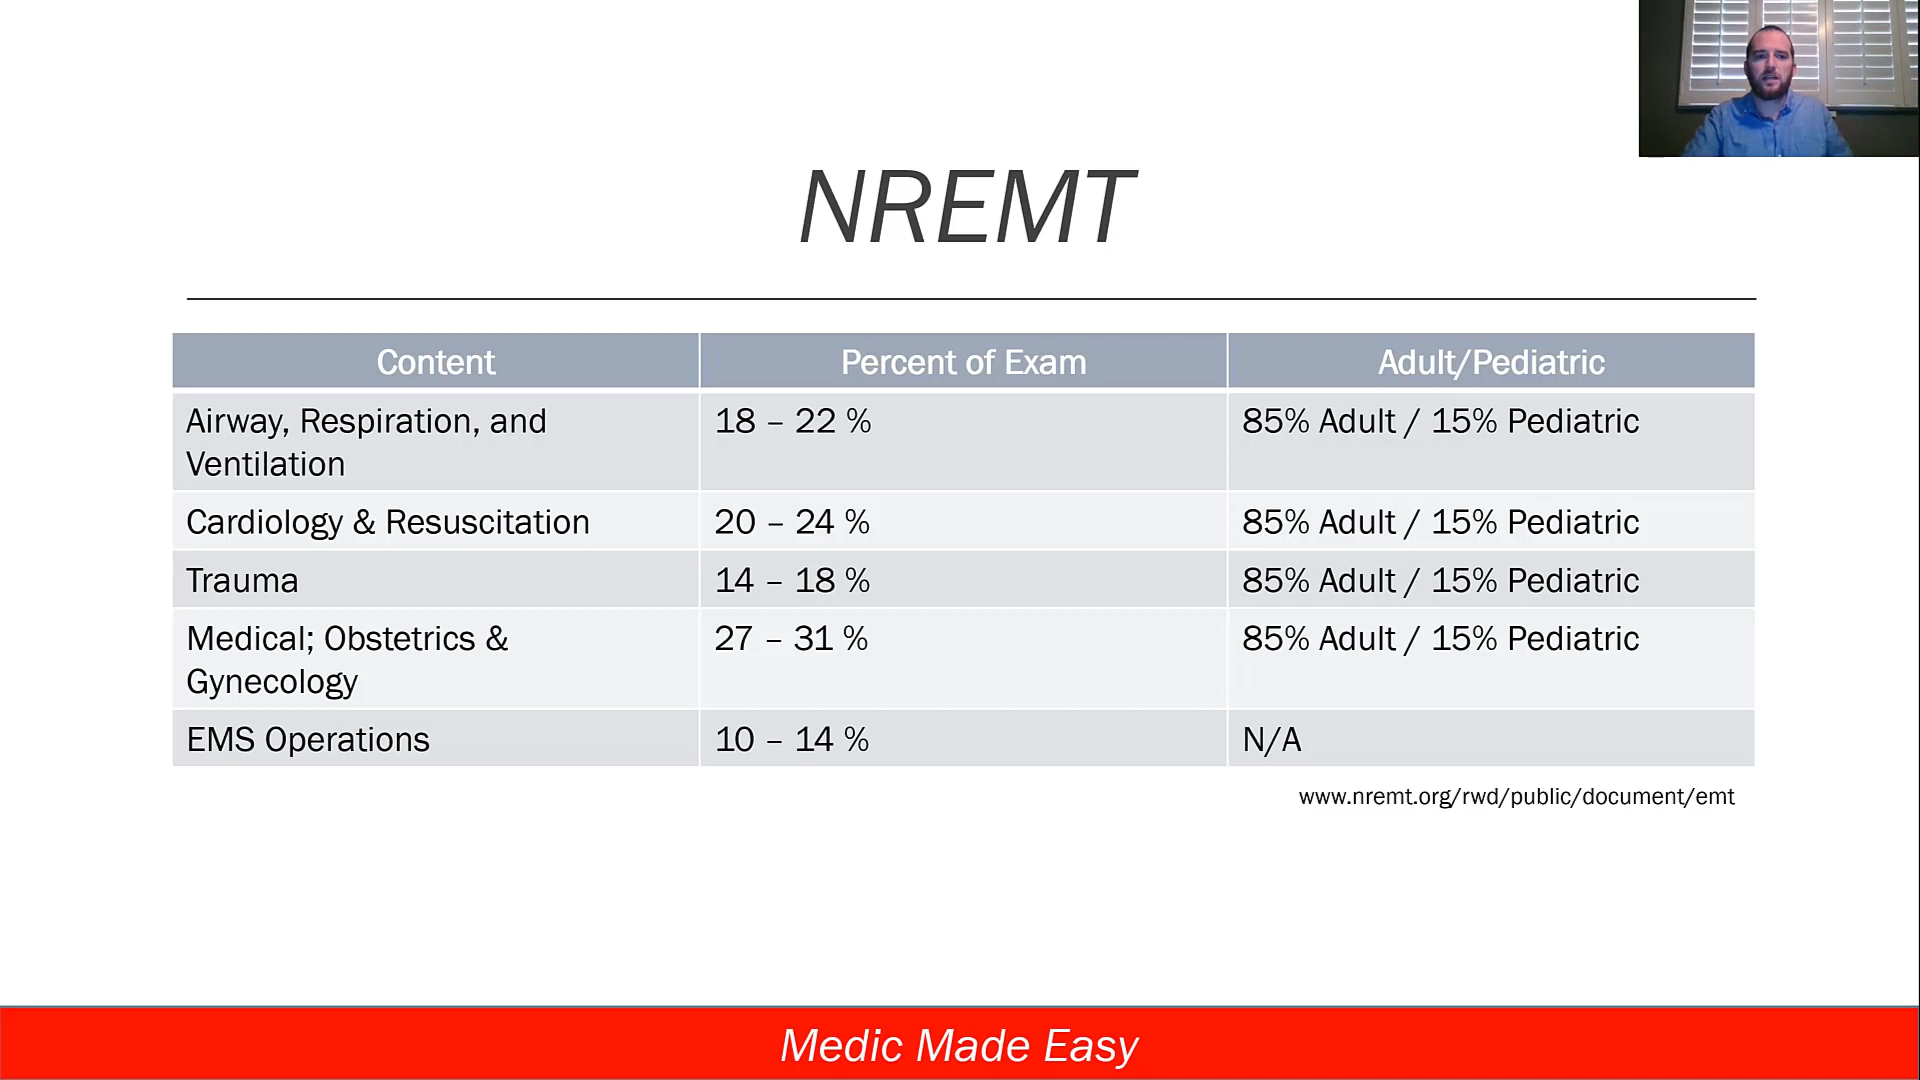 NREMT
Content Percent of Exam Adult/Pediatric
Airway, Respiration, and 18 – 22 % 85% Adult / 15% Pediatric
Ventilation
Cardiology & Resuscitation 20 – 24 % 85% Adult / 15% Pediatric
Trauma 14 – 18 % 85% Adult / 15% Pediatric
Medical; Obstetrics & 27 – 31 % 85% Adult / 15% Pediatric
Gynecology
EMS Operations 10 – 14 % N/A
www.nremt.org/rwd/public/document/emt
Medic Made Easy